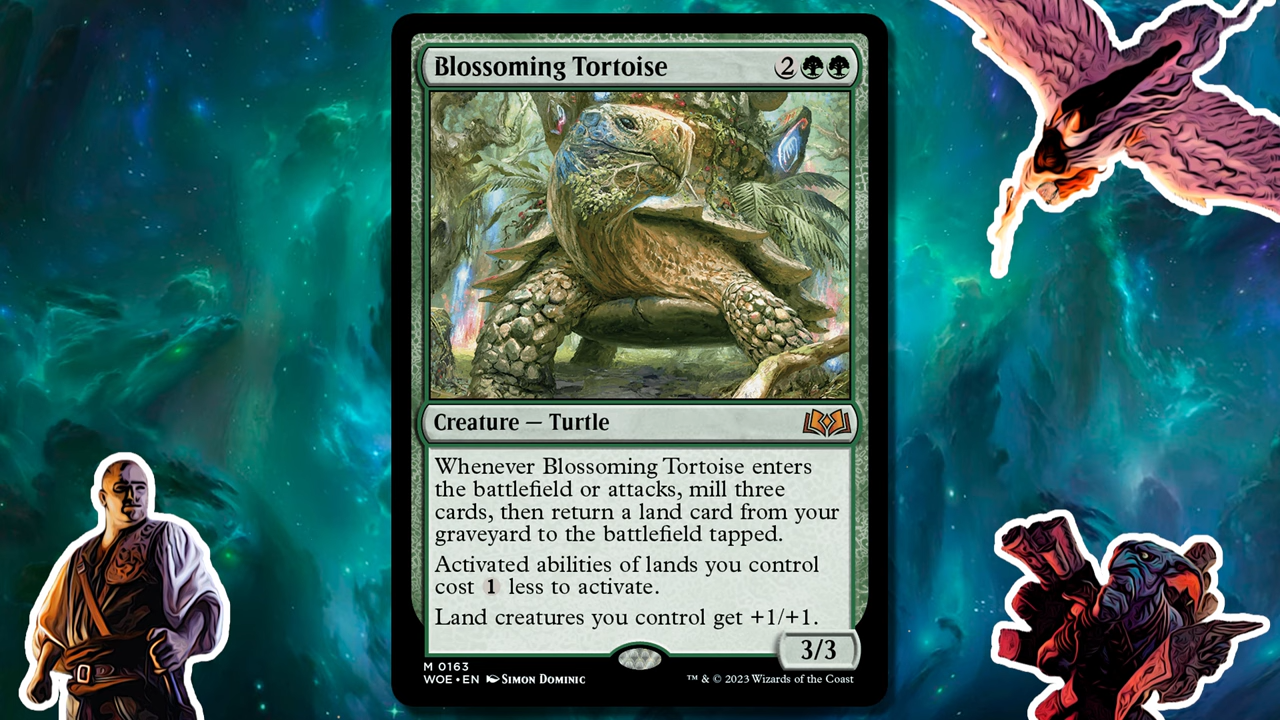 Blossoming Tortoise 2
Creature — Turtle
Whenever Blossoming Tortoise enters
the battlefield or attacks, mill three
cards, then return a land card from your
graveyard to the battlefield tapped.
Activated abilities of lands you control
cost 1 less to activate.
Land creatures you control get +1/+1.
3/3
M 0163
WOE • EN Simon Dominic
™ & © 2023 Wizards of the Coast